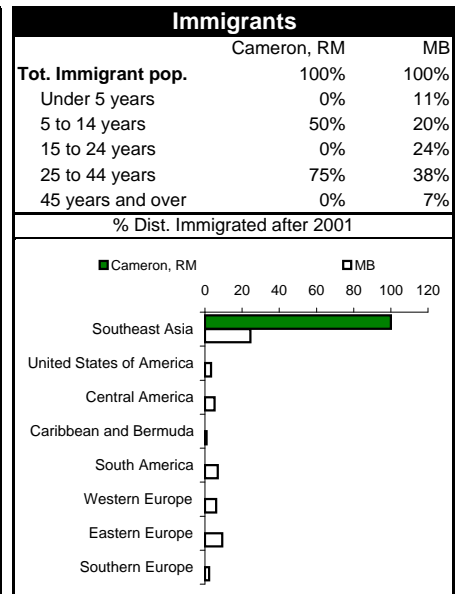 Immigrants
Cameron, RM MB
Tot. Immigrant pop. 100% 100%
Under 5 years 0% 11%
5 to 14 years 50% 20%
15 to 24 years 0% 24%
25 to 44 years 75% 38%
45 years and over 0% 7%
% Dist. Immigrated after 2001
Cameron, RM MB
0 20 40 60 80 100 120
Southeast Asia
United States of America
Central America
Caribbean and Bermuda
South America
Western Europe
Eastern Europe
Southern Europe